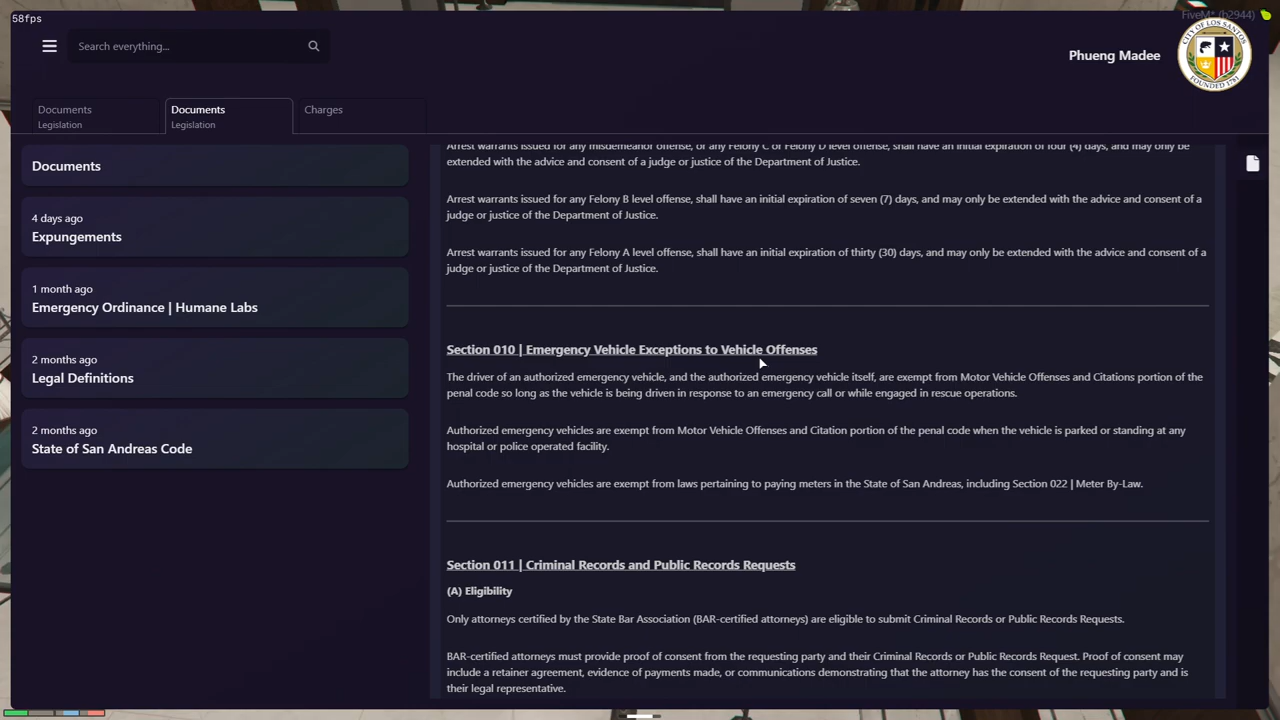 58fps
FiveM* (b2944)
Search everything...
Phueng Madee
CITY OF LOS SANTOS
FOUNDED 1781
Documents
Legislation
Documents
Legislation
Charges
Documents
4 days ago
Expungements
1 month ago
Emergency Ordinance | Humane Labs
2 months ago
Legal Definitions
2 months ago
State of San Andreas Code
Arrest warrants issued for any misdemeanor offense, or any Felony C or Felony D level offense, shall have an initial expiration of four (4) days, and may only be
extended with the advice and consent of a judge or justice of the Department of Justice.
Arrest warrants issued for any Felony B level offense, shall have an initial expiration of seven (7) days, and may only be extended with the advice and consent of a
judge or justice of the Department of Justice.
Arrest warrants issued for any Felony A level offense, shall have an initial expiration of thirty (30) days, and may only be extended with the advice and consent of a
judge or justice of the Department of Justice.
Section 010 | Emergency Vehicle Exceptions to Vehicle Offenses
The driver of an authorized emergency vehicle, and the authorized emergency vehicle itself, are exempt from Motor Vehicle Offenses and Citations portion of the
penal code so long as the vehicle is being driven in response to an emergency call or while engaged in rescue operations.
Authorized emergency vehicles are exempt from Motor Vehicle Offenses and Citation portion of the penal code when the vehicle is parked or standing at any
hospital or police operated facility.
Authorized emergency vehicles are exempt from laws pertaining to paying meters in the State of San Andreas, including Section 022 | Meter By-Law.
Section 011 | Criminal Records and Public Records Requests
(A) Eligibility
Only attorneys certified by the State Bar Association (BAR-certified attorneys) are eligible to submit Criminal Records or Public Records Requests.
BAR-certified attorneys must provide proof of consent from the requesting party and their Criminal Records or Public Records Request. Proof of consent may
include a retainer agreement, evidence of payments made, or communications demonstrating that the attorney has the consent of the requesting party and is
their legal representative.